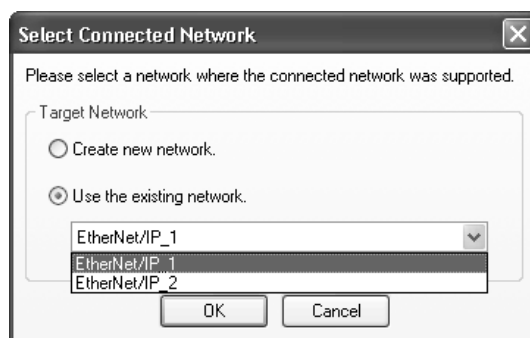 Select Connected Network
Please select a network where the connected network was supported.
Target Network
Create new network.
Use the existing network.
EtherNet/IP_1
EtherNet/IP_1
EtherNet/IP_2
OK Cancel